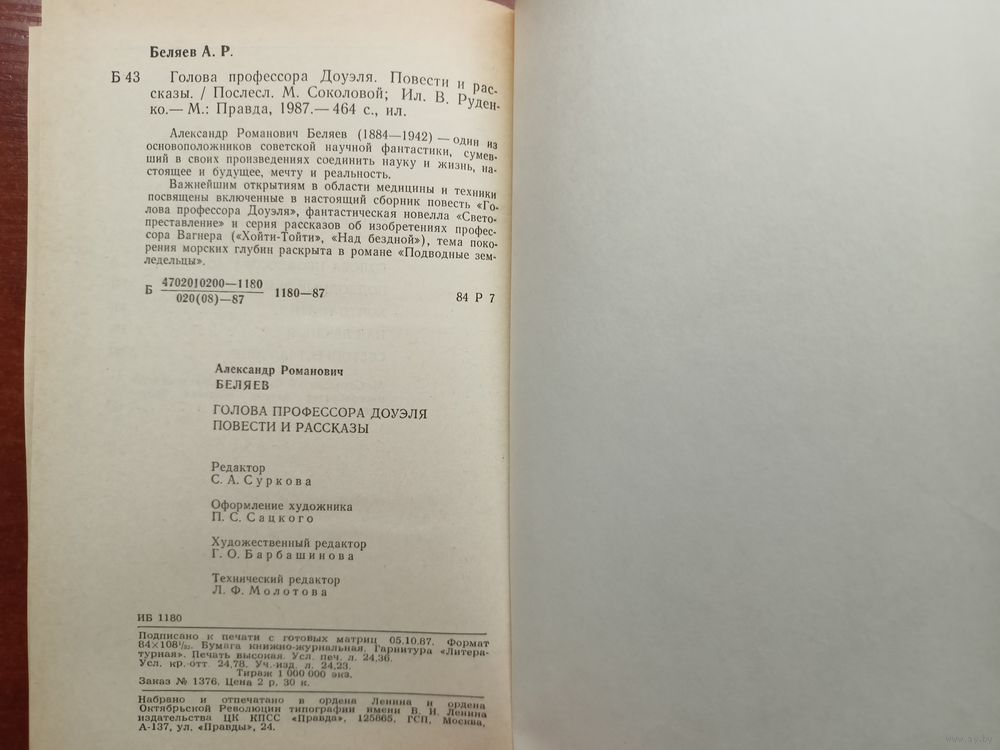 Беляев А. Р.
Б 43 Голова профессора Доуэля. Повести и рас-
сказы. / Послесл. М. Соколовой; Ил. В. Руден-
ко.— М.: Правда, 1987.— 464 с., ил.
Александр Романович Беляев (1884—1942) — один из
основоположников советской научной фантастики, сумев-
ший в своих произведениях соединить науку и жизнь, на-
стоящее и будущее, мечту и реальность.
Важнейшим открытиям в области медицины и техники
посвящены включенные в настоящий сборник повесть «Го-
лова профессора Доуэля», фантастическая новелла «Свето-
преставление» и серия рассказов об изобретениях профес-
сора Вагнера («Хойти-Тойти», «Над бездной»), тема поко-
рения морских глубин раскрыта в романе «Подводные зем-
ледельцы».
Б 4702010200—1180
020(08)—87 1180—87 84 Р 7
Александр Романович
БЕЛЯЕВ
ГОЛОВА ПРОФЕССОРА ДОУЭЛЯ
ПОВЕСТИ И РАССКАЗЫ
Редактор
С. А. Суркова
Оформление художника
П. С. Сацкого
Художественный редактор
Г. О. Барбашинова
Технический редактор
Л. Ф. Молотова
ИБ 1180
Подписано к печати с готовых матриц 05.10.87. Формат
84×108¹/₃₂. Бумага книжно-журнальная. Гарнитура «Литера-
турная». Печать высокая. Усл. печ. л. 24,36.
Усл. кр.-отт. 24,78. Уч.-изд. л. 24,23.
Тираж 1 000 000 экз.
Заказ № 1376. Цена 2 р. 30 к.
Набрано и отпечатано в ордена Ленина и ордена
Октябрьской Революции типографии имени В. И. Ленина
издательства ЦК КПСС «Правда», 125865, ГСП, Москва,
А-137, ул. «Правды», 24.
www.ay.by